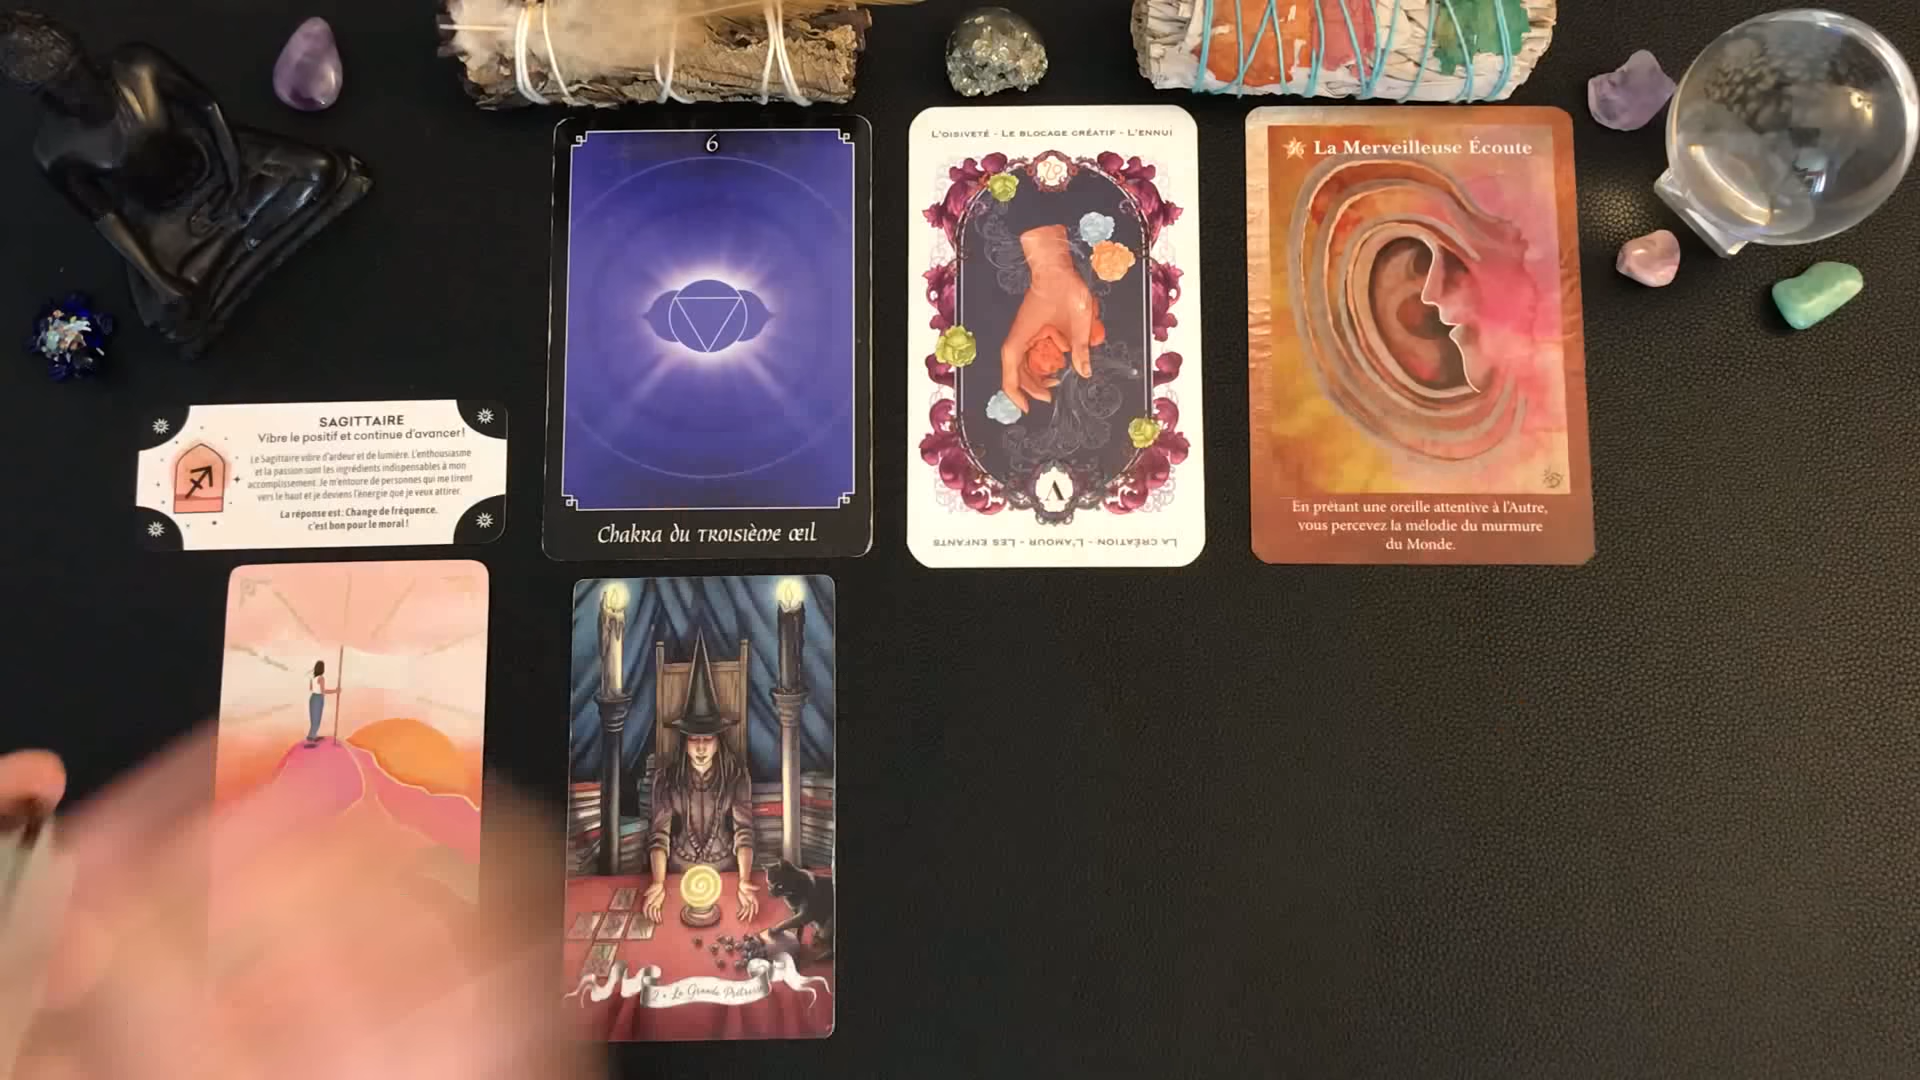 SAGITTAIRE
Vibre le positif et continue d'avancer!
Le Sagittaire vibre d'ardeur et de lumière. L'enthousiasme
et la passion sont les ingrédients indispensables à mon
accomplissement. Je m'entoure de personnes qui me tirent
vers le haut et je deviens l'énergie que je veux attirer.
La réponse est: Change de fréquence,
c'est bon pour le moral!
6
Chakra du troisième œil
L'oisiveté - Le blocage créatif - L'ennui
V
La création - L'amour - Les enfants
La Merveilleuse Écoute
En prêtant une oreille attentive à l'Autre,
vous percevez la mélodie du murmure
du Monde.
2 • La Grande Prêtresse